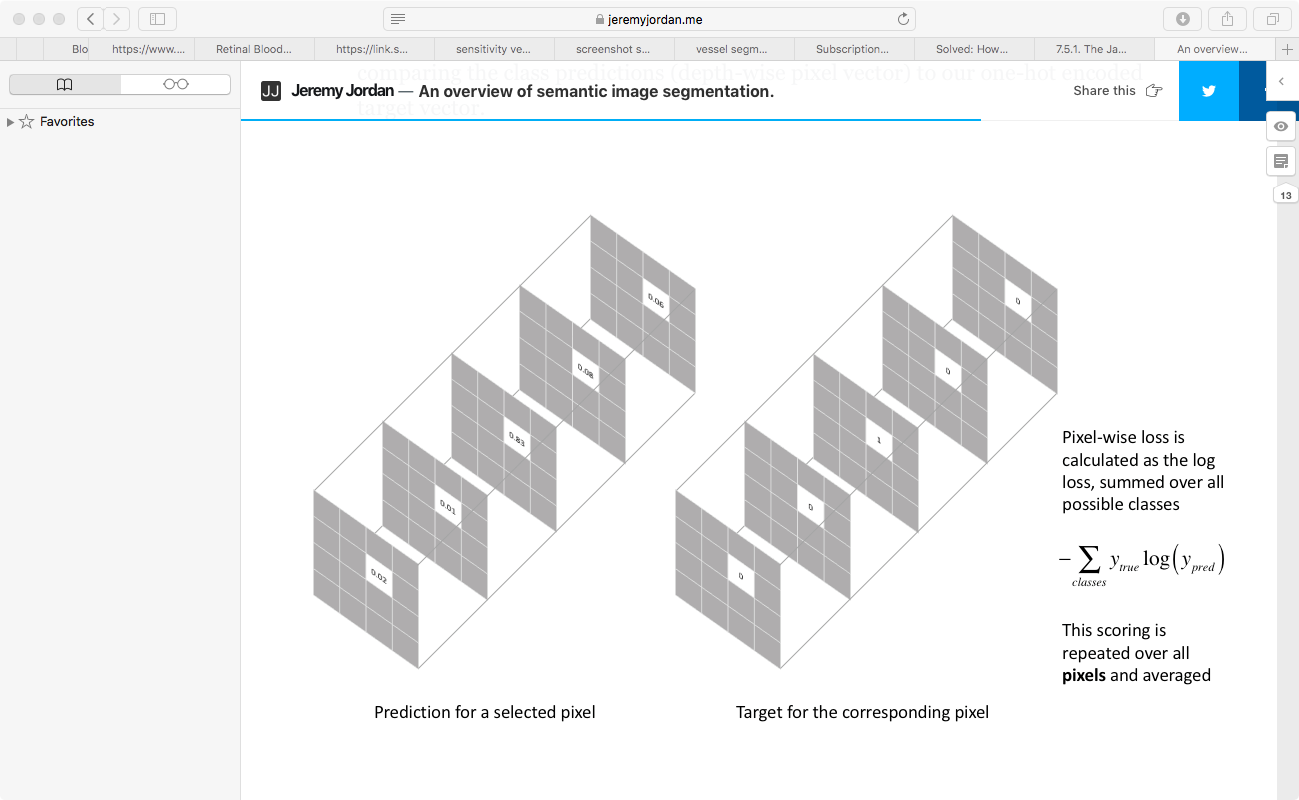 jeremyjordan.me
Blo
https://www....
Retinal Blood...
https://link.s...
sensitivity ve...
screenshot s...
vessel segm...
Subscription...
Solved: How...
7.5.1. The Ja...
An overview...
comparing the class predictions (depth-wise pixel vector) to our one-hot encoded
target vector
JJ Jeremy Jordan — An overview of semantic image segmentation.
Share this
Favorites
13
0.06
0.08
0.83
0.01
0.02
0
0
1
0
0
Pixel-wise loss is
calculated as the log
loss, summed over all
possible classes
− ∑ y_true log(y_pred)
classes
This scoring is
repeated over all
pixels and averaged
Prediction for a selected pixel
Target for the corresponding pixel